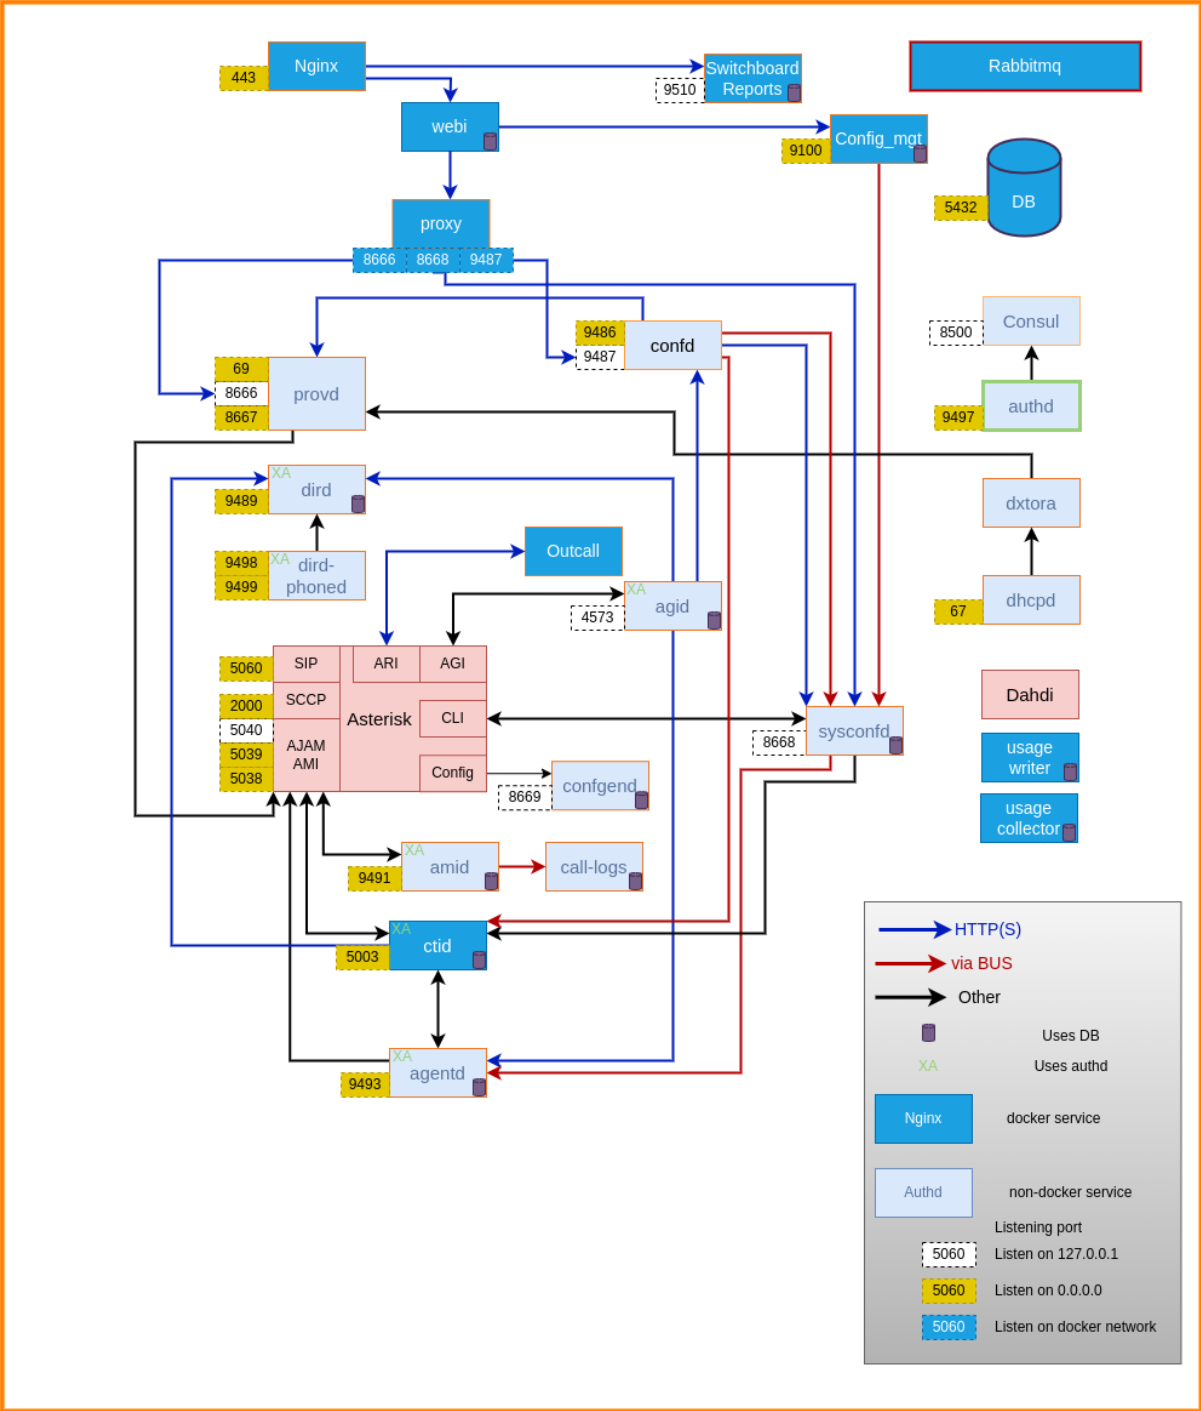 Nginx
443
Switchboard
Reports
9510
Rabbitmq
webi
Config_mgt
9100
DB
5432
proxy
8666
8668
9487
Consul
8500
9486
9487
confd
69
8666
8667
provd
authd
9497
XA
dird
9489
dxtora
9498
9499
XA
dird-
phoned
Outcall
XA
agid
4573
dhcpd
67
5060
SIP
ARI
AGI
2000
SCCP
5040
5039
5038
AJAM
AMI
Asterisk
CLI
Config
Dahdi
sysconfd
8668
usage
writer
confgend
8669
usage
collector
XA
amid
9491
call-logs
XA
ctid
5003
XA
agentd
9493
HTTP(S)
via BUS
Other
Uses DB
XA
Uses authd
Nginx
docker service
Authd
non-docker service
Listening port
5060
Listen on 127.0.0.1
5060
Listen on 0.0.0.0
5060
Listen on docker network